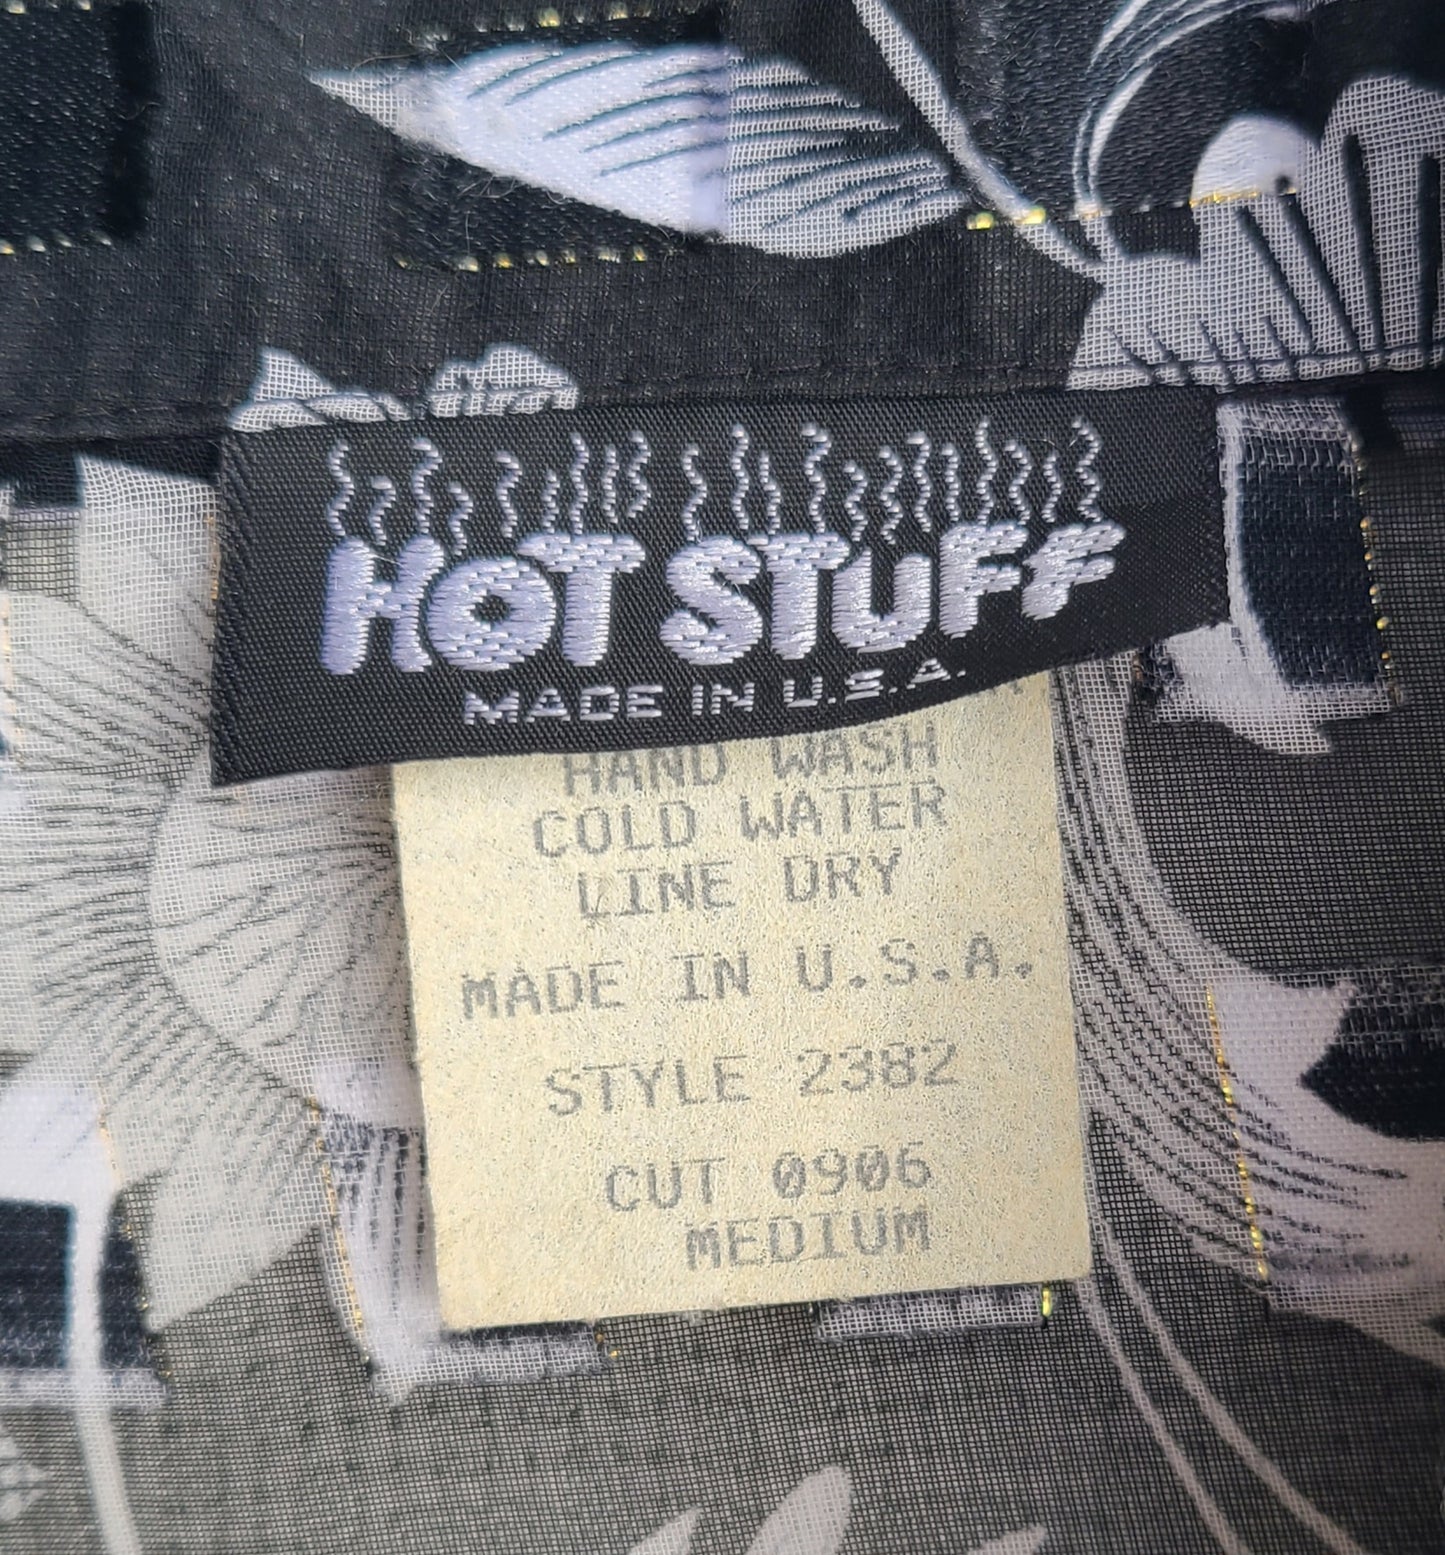 HOT STUFF
MADE IN U.S.A.
HAND WASH
COLD WATER
LINE DRY
MADE IN U.S.A.
STYLE 2382
CUT 0906
MEDIUM